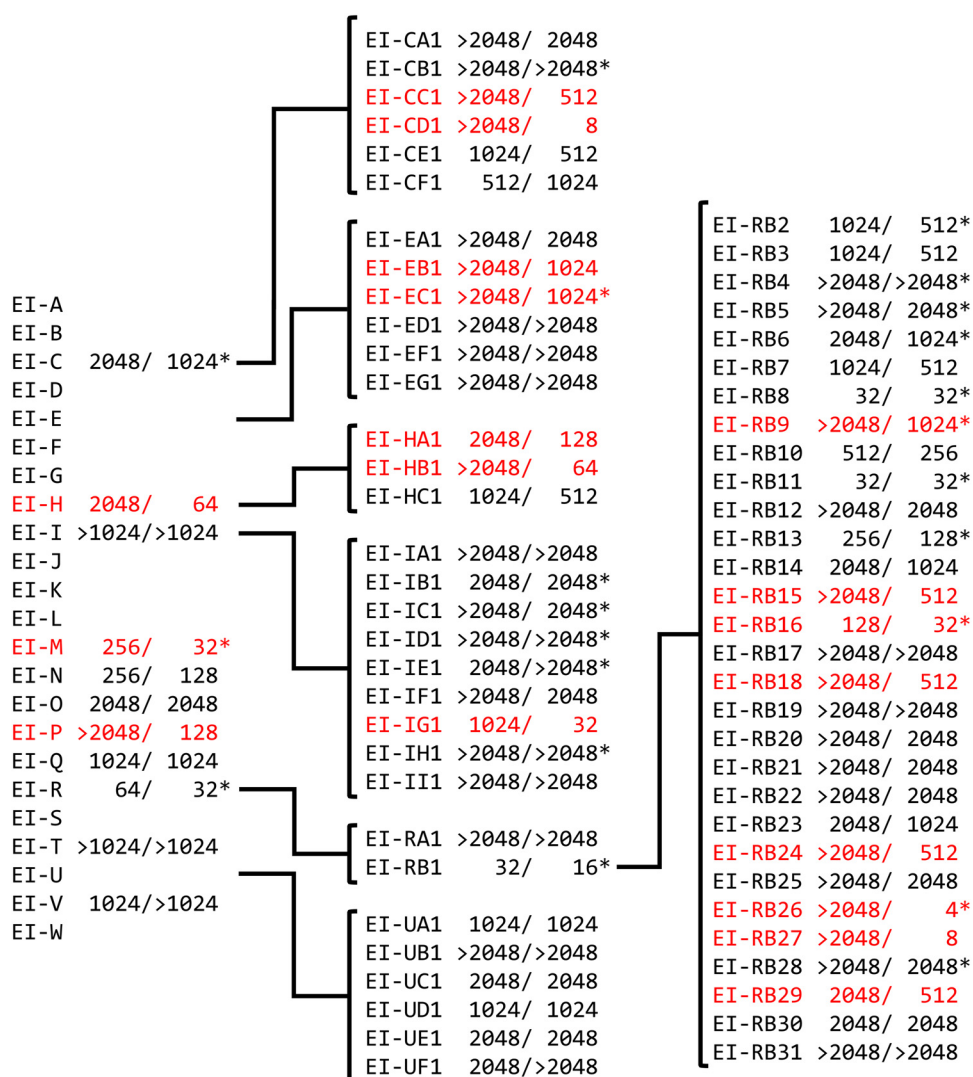 EI-A
EI-B
EI-C 2048/ 1024*
EI-D
EI-E
EI-F
EI-G
EI-H 2048/ 64
EI-I >1024/>1024
EI-J
EI-K
EI-L
EI-M 256/ 32*
EI-N 256/ 128
EI-O 2048/ 2048
EI-P >2048/ 128
EI-Q 1024/ 1024
EI-R 64/ 32*
EI-S
EI-T >1024/>1024
EI-U
EI-V 1024/>1024
EI-W
EI-CA1 >2048/ 2048
EI-CB1 >2048/>2048*
EI-CC1 >2048/ 512
EI-CD1 >2048/ 8
EI-CE1 1024/ 512
EI-CF1 512/ 1024
EI-EA1 >2048/ 2048
EI-EB1 >2048/ 1024
EI-EC1 >2048/ 1024*
EI-ED1 >2048/>2048
EI-EF1 >2048/>2048
EI-EG1 >2048/>2048
EI-HA1 2048/ 128
EI-HB1 >2048/ 64
EI-HC1 1024/ 512
EI-IA1 >2048/>2048
EI-IB1 2048/ 2048*
EI-IC1 >2048/ 2048*
EI-ID1 >2048/>2048*
EI-IE1 2048/>2048*
EI-IF1 >2048/ 2048
EI-IG1 1024/ 32
EI-IH1 >2048/>2048*
EI-II1 >2048/>2048
EI-RA1 >2048/>2048
EI-RB1 32/ 16*
EI-UA1 1024/ 1024
EI-UB1 >2048/>2048
EI-UC1 2048/ 2048
EI-UD1 1024/ 1024
EI-UE1 2048/ 2048
EI-UF1 2048/>2048
EI-RB2 1024/ 512*
EI-RB3 1024/ 512
EI-RB4 >2048/>2048*
EI-RB5 >2048/ 2048*
EI-RB6 2048/ 1024*
EI-RB7 1024/ 512
EI-RB8 32/ 32*
EI-RB9 >2048/ 1024*
EI-RB10 512/ 256
EI-RB11 32/ 32*
EI-RB12 >2048/ 2048
EI-RB13 256/ 128*
EI-RB14 2048/ 1024
EI-RB15 >2048/ 512
EI-RB16 128/ 32*
EI-RB17 >2048/>2048
EI-RB18 >2048/ 512
EI-RB19 >2048/>2048
EI-RB20 >2048/ 2048
EI-RB21 >2048/ 2048
EI-RB22 >2048/ 2048
EI-RB23 2048/ 1024
EI-RB24 >2048/ 512
EI-RB25 >2048/ 2048
EI-RB26 >2048/ 4*
EI-RB27 >2048/ 8
EI-RB28 >2048/ 2048*
EI-RB29 2048/ 512
EI-RB30 2048/ 2048
EI-RB31 >2048/>2048